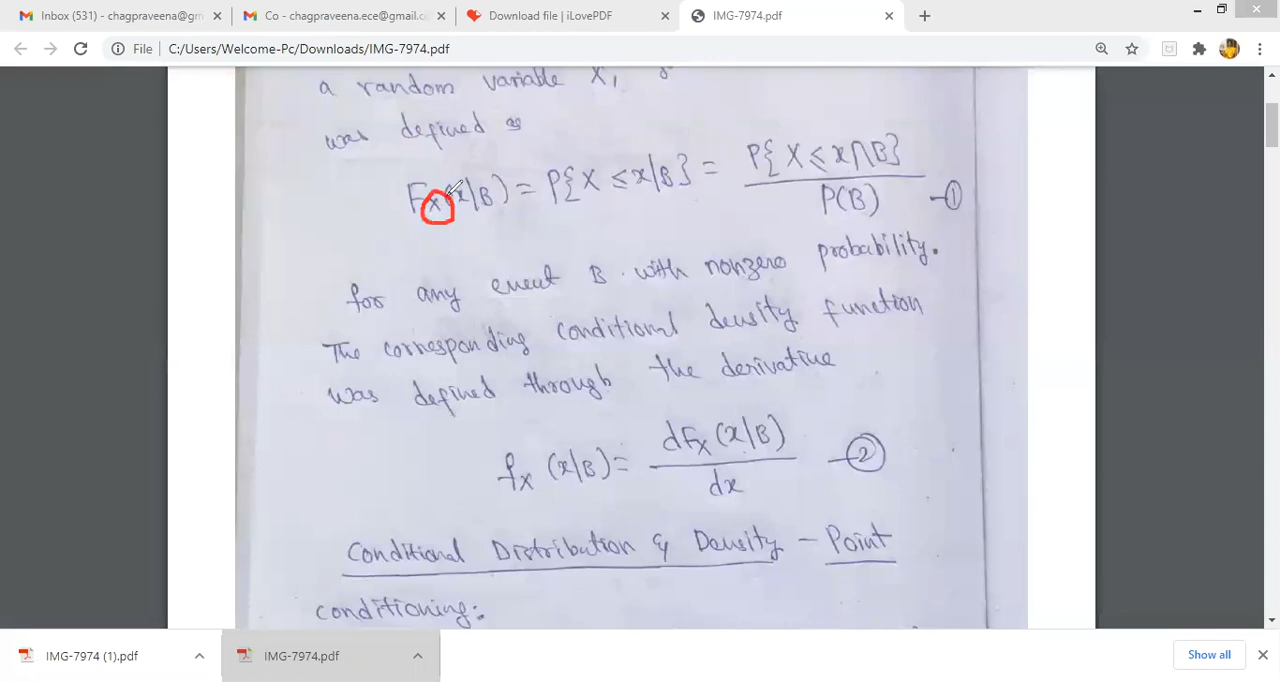 Inbox (531) - chagpraveena@gm
Co - chagpraveena.ece@gmail.c
Download file | iLovePDF
IMG-7974.pdf
File | C:/Users/Welcome-Pc/Downloads/IMG-7974.pdf
a random variable X,
was defined as
F_X(x|B) = P{X ≤ x|B} = P{X ≤ x ∩ B} / P(B) —①
for any event B with nonzero probability.
The corresponding conditional density function
was defined through the derivative
f_X (x|B) = dF_X (x|B) / dx —②
Conditional Distribution & Density - Point
conditioning:
IMG-7974 (1).pdf
IMG-7974.pdf
Show all